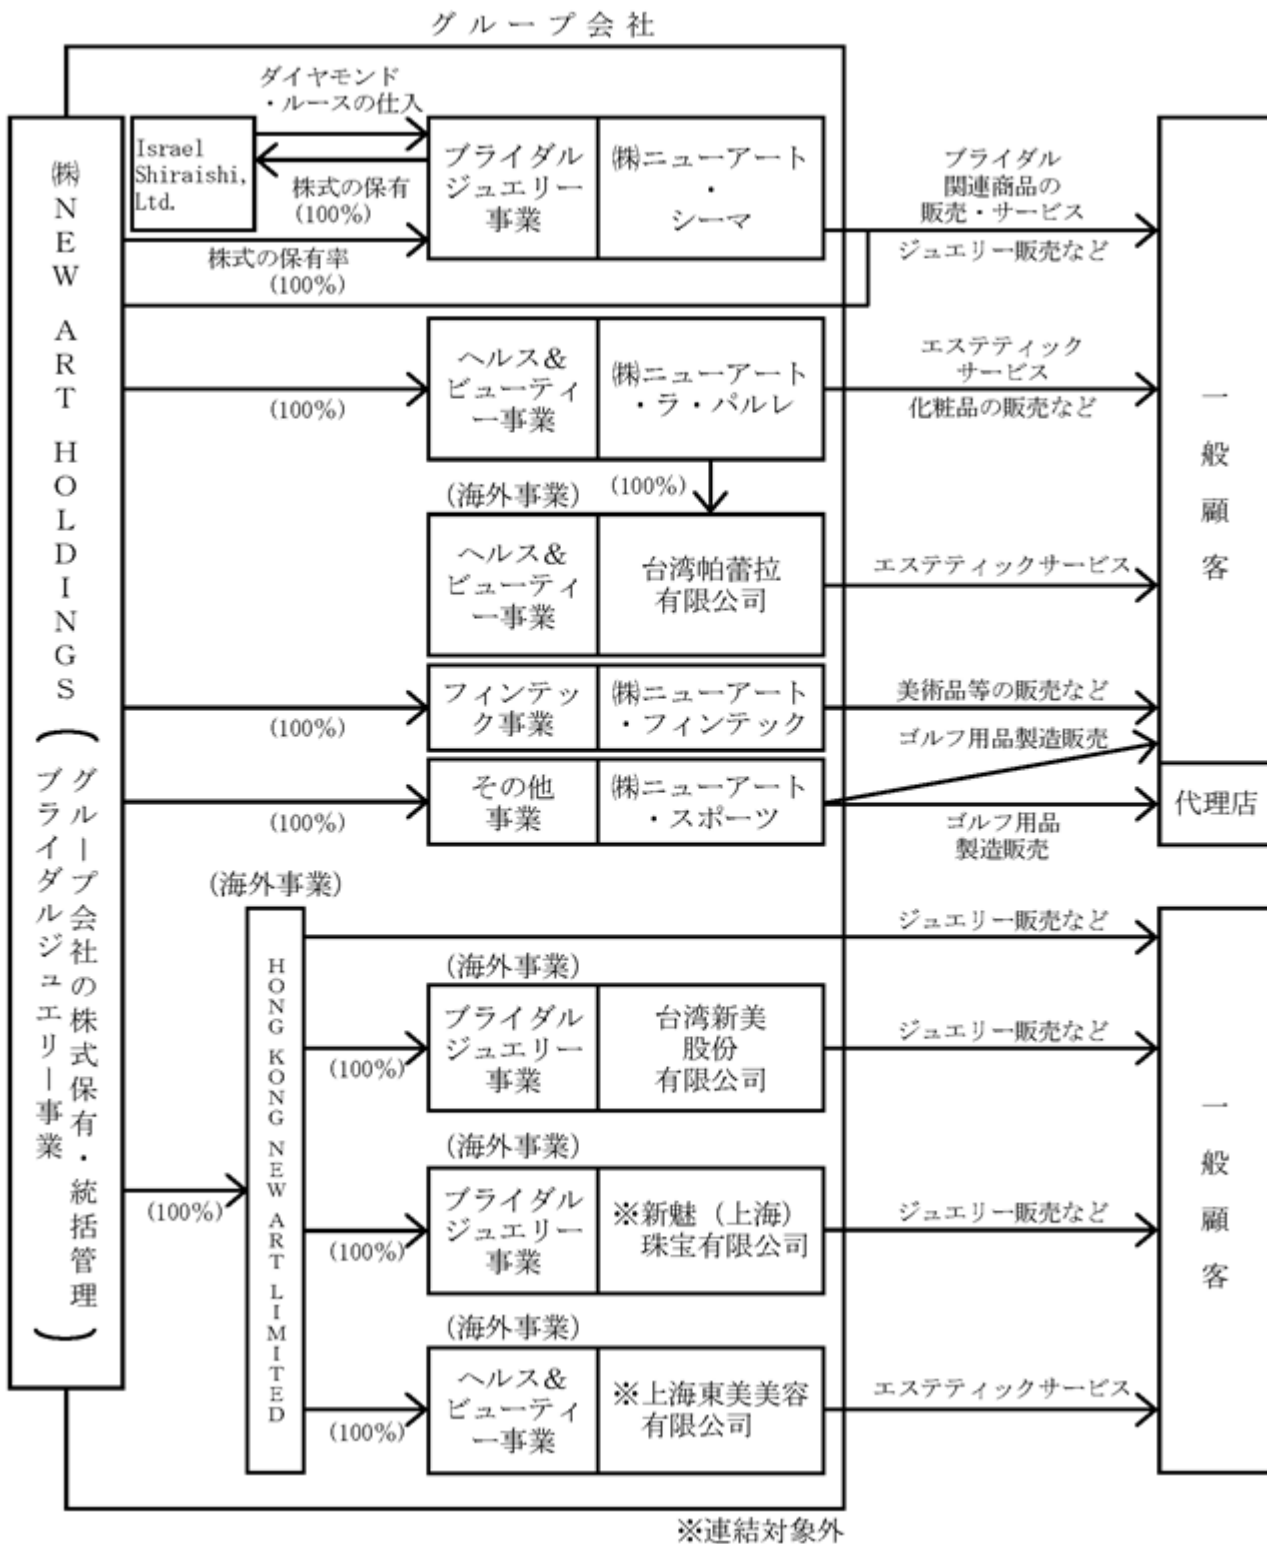 グループ会社
㈱NEW ART HOLDINGS
(グループ会社の株式保有・統括管理
ブライダルジュエリー事業)
ダイヤモンド
・ルースの仕入
Israel
Shiraishi,
Ltd.
株式の保有
(100%)
株式の保有率
(100%)
ブライダル
ジュエリー
事業
㈱ニューアート
・
シーマ
ブライダル
関連商品の
販売・サービス
ジュエリー販売など
(100%)
ヘルス&
ビューティ
ー事業
㈱ニューアート
・ラ・パルレ
エステティック
サービス
化粧品の販売など
一般顧客
(海外事業)
(100%)
ヘルス&
ビューティ
ー事業
台湾帕蕾拉
有限公司
エステティックサービス
(100%)
フィンテッ
ク事業
㈱ニューアート
・フィンテック
美術品等の販売など
(100%)
その他
事業
㈱ニューアート
・スポーツ
ゴルフ用品製造販売
ゴルフ用品
製造販売
代理店
(海外事業)
(100%)
HONG KONG NEW ART LIMITED
ジュエリー販売など
(海外事業)
(100%)
ブライダル
ジュエリー
事業
台湾新美
股份
有限公司
ジュエリー販売など
(海外事業)
(100%)
ブライダル
ジュエリー
事業
※新魅(上海)
珠宝有限公司
ジュエリー販売など
一般顧客
(海外事業)
(100%)
ヘルス&
ビューティ
ー事業
※上海東美美容
有限公司
エステティックサービス
※連結対象外